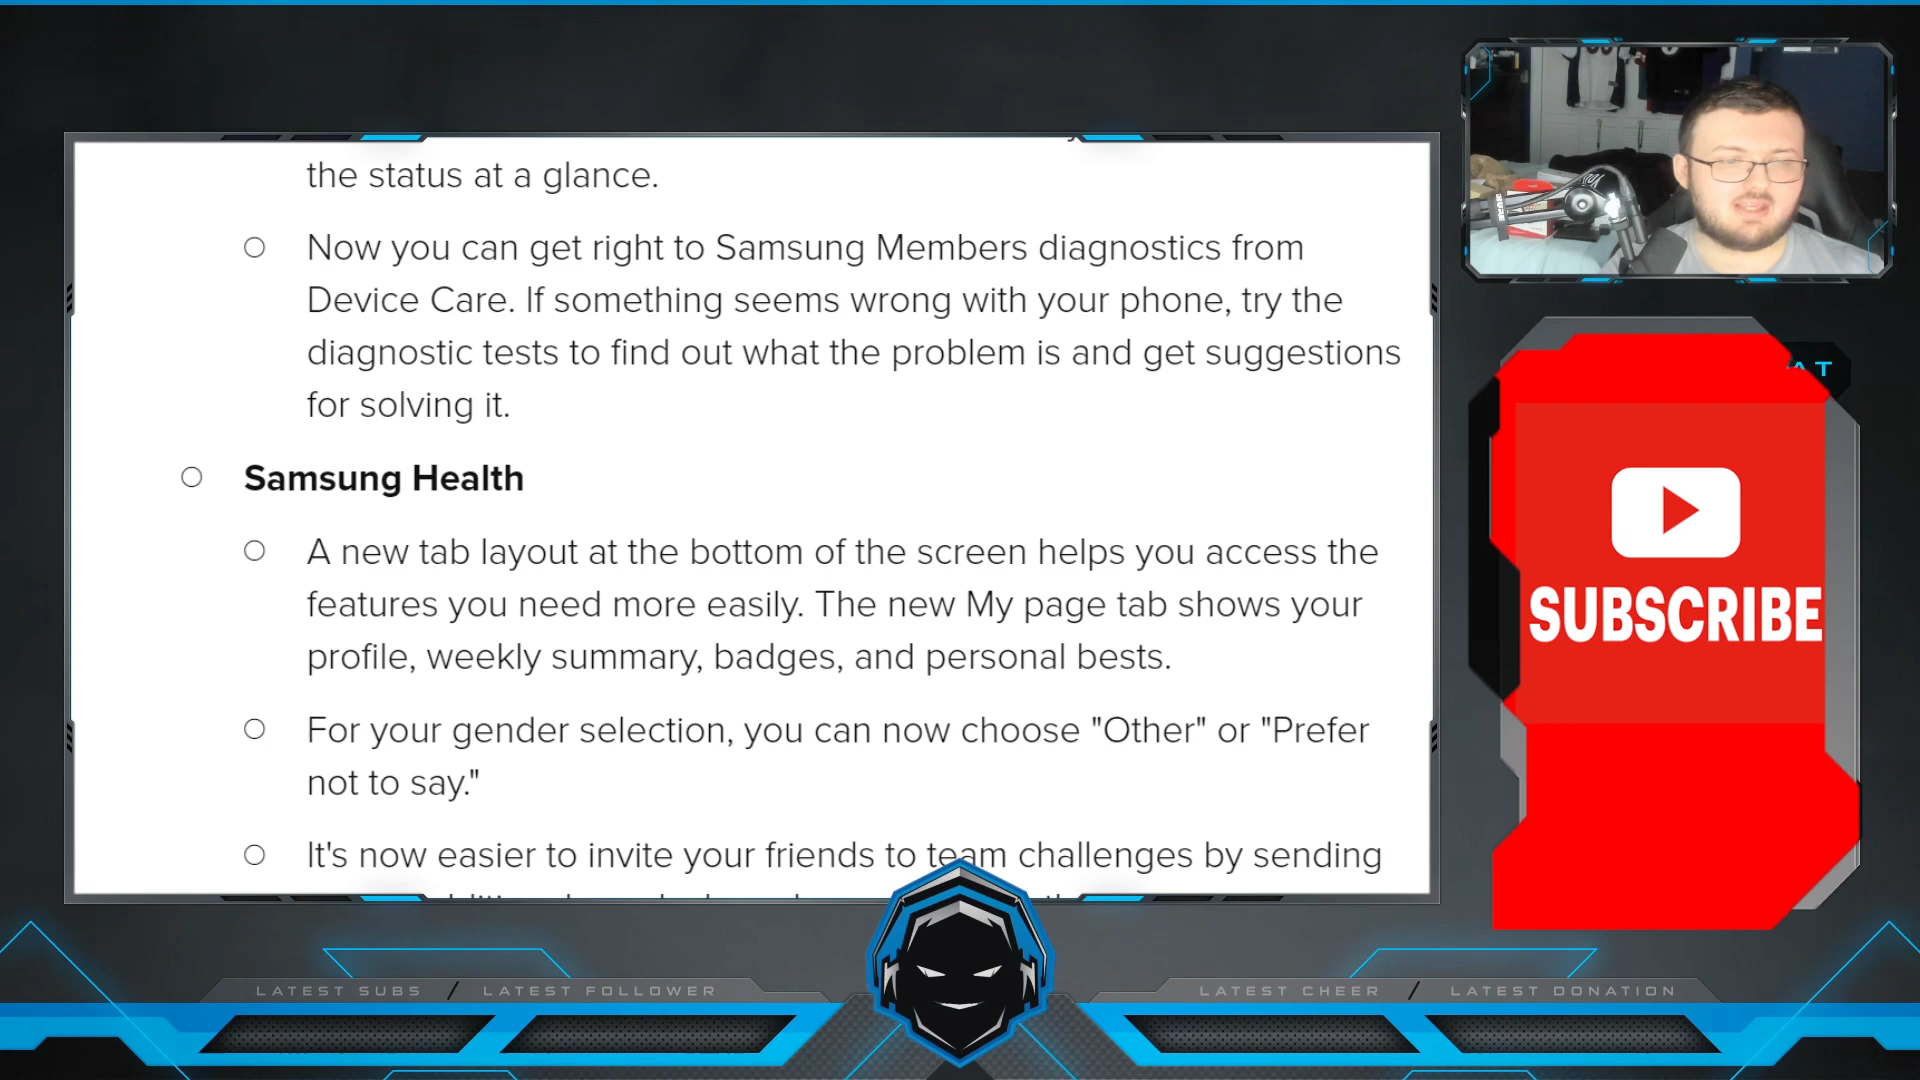 the status at a glance.
Now you can get right to Samsung Members diagnostics from
Device Care. If something seems wrong with your phone, try the
diagnostic tests to find out what the problem is and get suggestions
for solving it.
Samsung Health
A new tab layout at the bottom of the screen helps you access the
features you need more easily. The new My page tab shows your
profile, weekly summary, badges, and personal bests.
For your gender selection, you can now choose "Other" or "Prefer
not to say."
It's now easier to invite your friends to team challenges by sending
SUBSCRIBE
LATEST SUBS / LATEST FOLLOWER
LATEST CHEER / LATEST DONATION